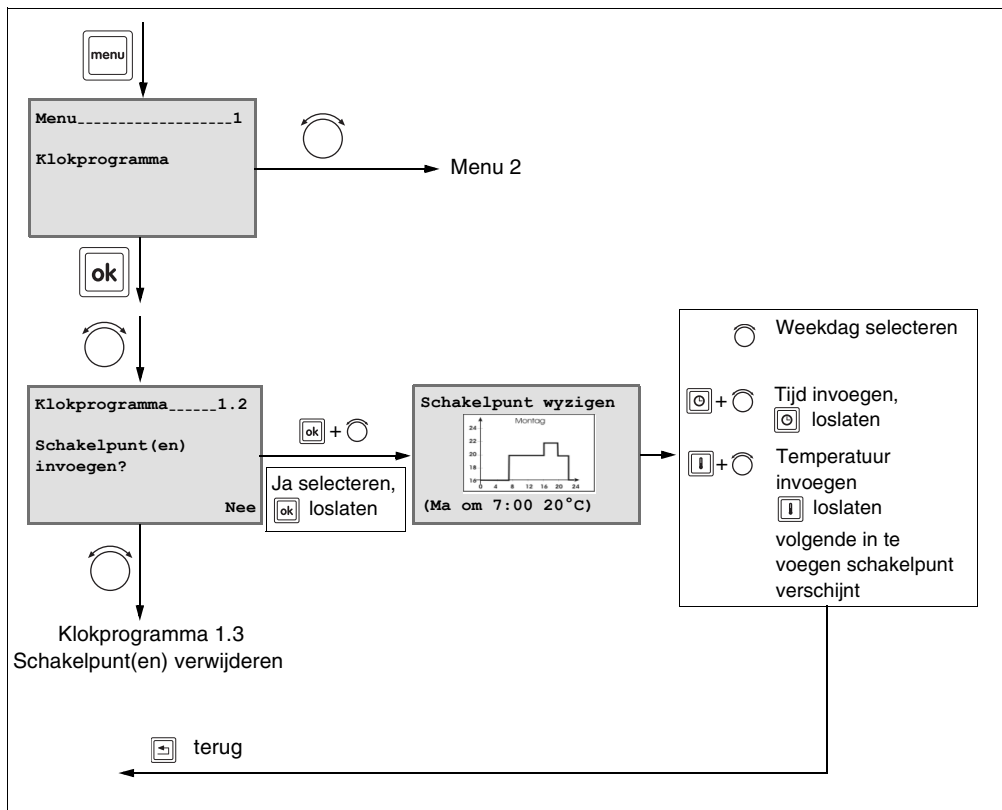 menu
Menu___________________1
Klokprogramma
Menu 2
ok
Klokprogramma______1.2
Schakelpunt(en)
invoegen?
Nee
ok +
Ja selecteren,
ok loslaten
Schakelpunt wyzigen
Montag
24
22
20
18
16
0 4 8 12 16 20 24
(Ma om 7:00 20°C)
Weekdag selecteren
+ Tijd invoegen,
loslaten
+ Temperatuur
invoegen
loslaten
volgende in te
voegen schakelpunt
verschijnt
Klokprogramma 1.3
Schakelpunt(en) verwijderen
terug